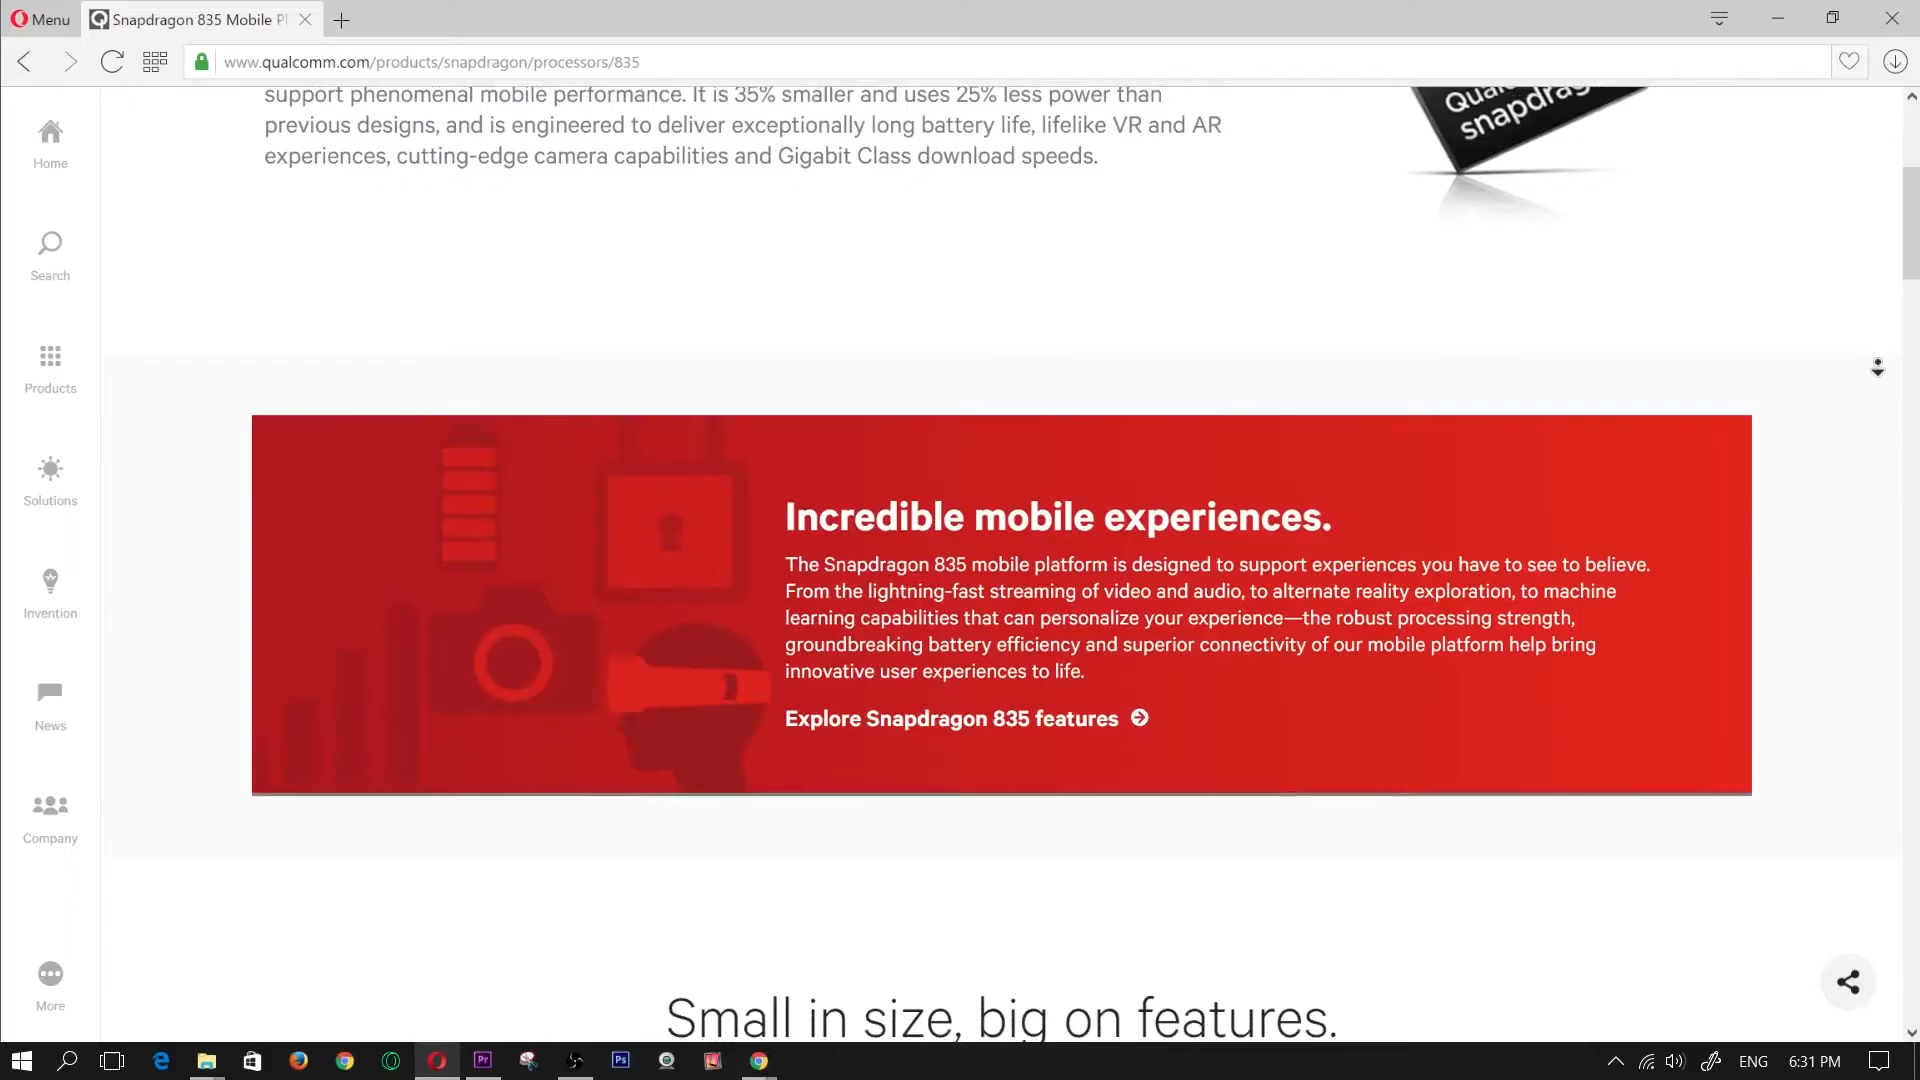 Menu
Snapdragon 835 Mobile Pl
www.qualcomm.com/products/snapdragon/processors/835
support phenomenal mobile performance. It is 35% smaller and uses 25% less power than
previous designs, and is engineered to deliver exceptionally long battery life, lifelike VR and AR
experiences, cutting-edge camera capabilities and Gigabit Class download speeds.
snapdrag
Home
Search
Products
Solutions
Invention
News
Company
More
Incredible mobile experiences.
The Snapdragon 835 mobile platform is designed to support experiences you have to see to believe.
From the lightning-fast streaming of video and audio, to alternate reality exploration, to machine
learning capabilities that can personalize your experience—the robust processing strength,
groundbreaking battery efficiency and superior connectivity of our mobile platform help bring
innovative user experiences to life.
Explore Snapdragon 835 features
Small in size, big on features.
Pr
Ps
ENG
6:31 PM